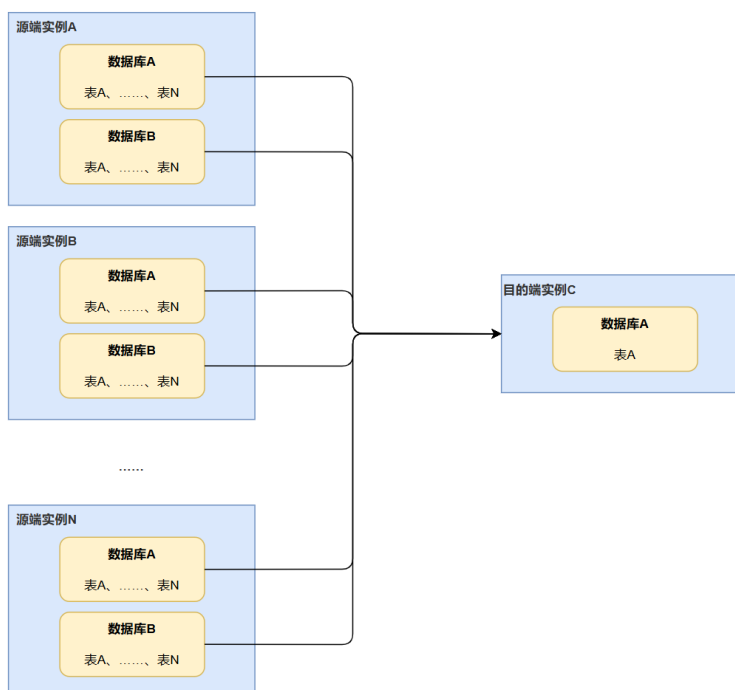 源端实例A
数据库A
表A、……、表N
数据库B
表A、……、表N
源端实例B
数据库A
表A、……、表N
数据库B
表A、……、表N
……
源端实例N
数据库A
表A、……、表N
数据库B
表A、……、表N
目的端实例C
数据库A
表A